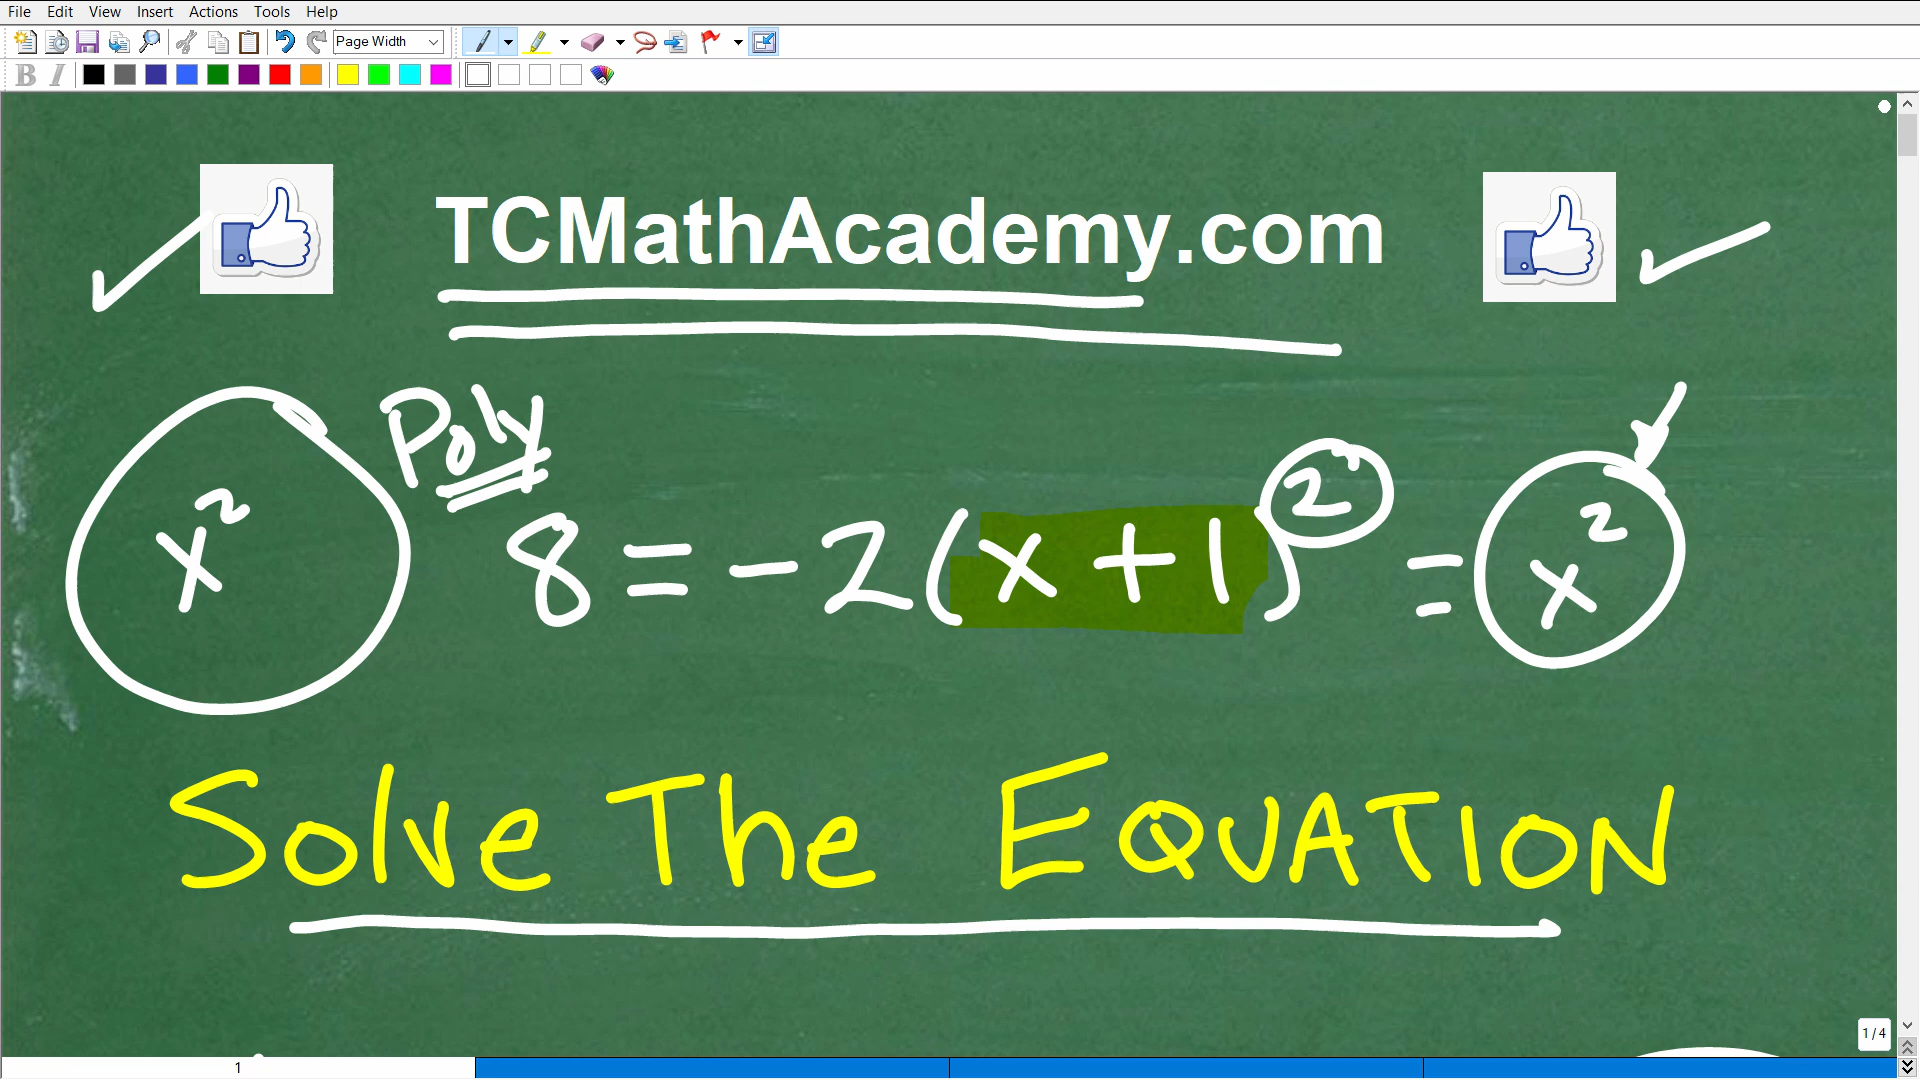 File Edit View Insert Actions Tools Help
Page Width
B I
TCMathAcademy.com
Poly
x² 8 = -2(x + 1)² = x²
Solve The EQUATION
1 / 4
1